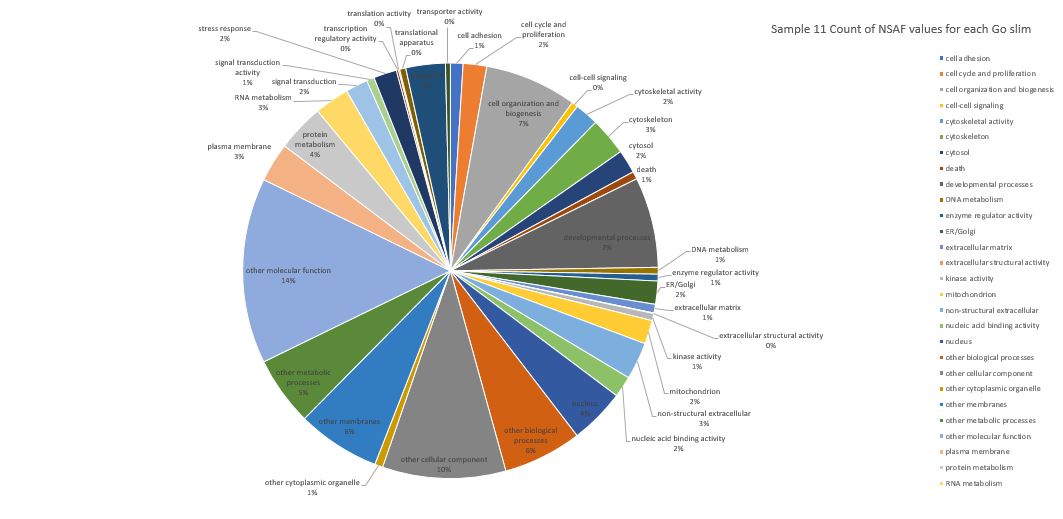 Sample 11 Count of NSAF values for each Go slim
translation activity
0%
transporter activity
0%
stress response
2%
transcription
regulatory activity
0%
translational
apparatus
0%
cell adhesion
1%
cell cycle and
proliferation
2%
signal transduction
activity
1%
signal transduction
2%
RNA metabolism
3%
cell organization and
biogenesis
7%
cell-cell signaling
0%
cytoskeletal activity
2%
cytoskeleton
3%
cytosol
2%
death
1%
protein
metabolism
4%
plasma membrane
3%
developmental processes
7%
DNA metabolism
1%
enzyme regulator activity
1%
ER/Golgi
2%
extracellular matrix
1%
extracellular structural activity
0%
kinase activity
1%
mitochondrion
2%
non-structural extracellular
3%
nucleic acid binding activity
2%
nucleus
4%
other biological
processes
6%
other cellular component
10%
other cytoplasmic organelle
1%
other membranes
6%
other metabolic
processes
5%
other molecular function
14%
cell adhesion
cell cycle and proliferation
cell organization and biogenesis
cell-cell signaling
cytoskeletal activity
cytoskeleton
cytosol
death
developmental processes
DNA metabolism
enzyme regulator activity
ER/Golgi
extracellular matrix
extracellular structural activity
kinase activity
mitochondrion
non-structural extracellular
nucleic acid binding activity
nucleus
other biological processes
other cellular component
other cytoplasmic organelle
other membranes
other metabolic processes
other molecular function
plasma membrane
protein metabolism
RNA metabolism